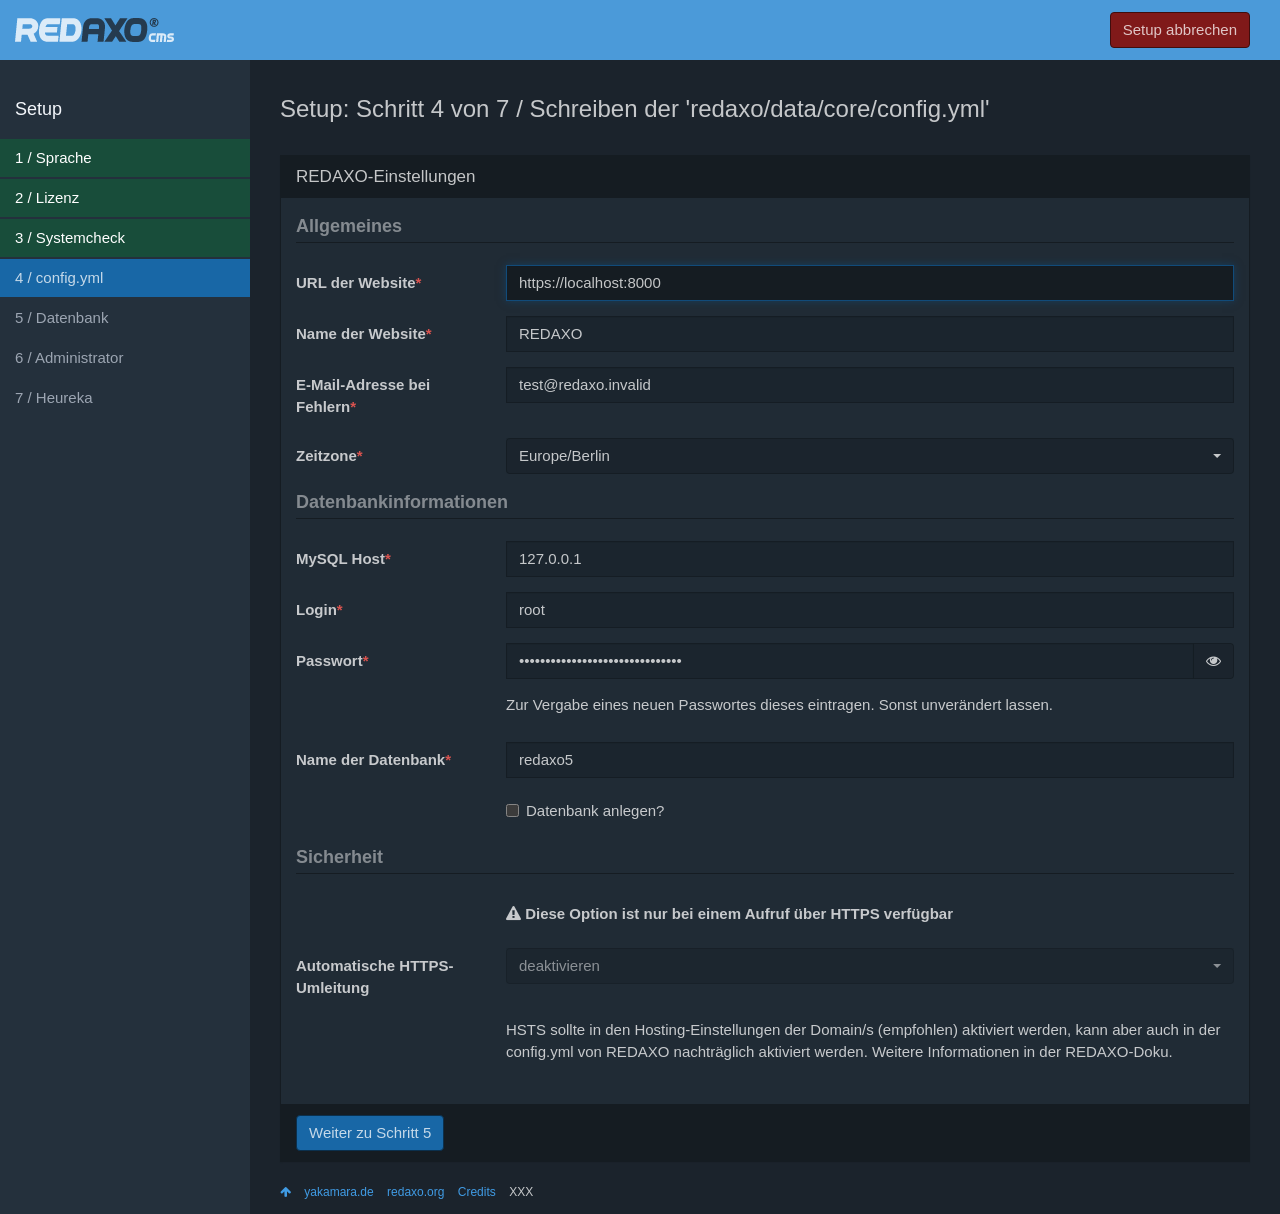 REDAXO® cms
Setup abbrechen
Setup
1 / Sprache
2 / Lizenz
3 / Systemcheck
4 / config.yml
5 / Datenbank
6 / Administrator
7 / Heureka
Setup: Schritt 4 von 7 / Schreiben der 'redaxo/data/core/config.yml'
REDAXO-Einstellungen
Allgemeines
URL der Website*
https://localhost:8000
Name der Website*
REDAXO
E-Mail-Adresse bei
Fehlern*
test@redaxo.invalid
Zeitzone*
Europe/Berlin
Datenbankinformationen
MySQL Host*
127.0.0.1
Login*
root
Passwort*
•••••••••••••••••••••••••••••••
Zur Vergabe eines neuen Passwortes dieses eintragen. Sonst unverändert lassen.
Name der Datenbank*
redaxo5
Datenbank anlegen?
Sicherheit
Diese Option ist nur bei einem Aufruf über HTTPS verfügbar
Automatische HTTPS-
Umleitung
deaktivieren
HSTS sollte in den Hosting-Einstellungen der Domain/s (empfohlen) aktiviert werden, kann aber auch in der
config.yml von REDAXO nachträglich aktiviert werden. Weitere Informationen in der REDAXO-Doku.
Weiter zu Schritt 5
yakamara.de redaxo.org Credits XXX